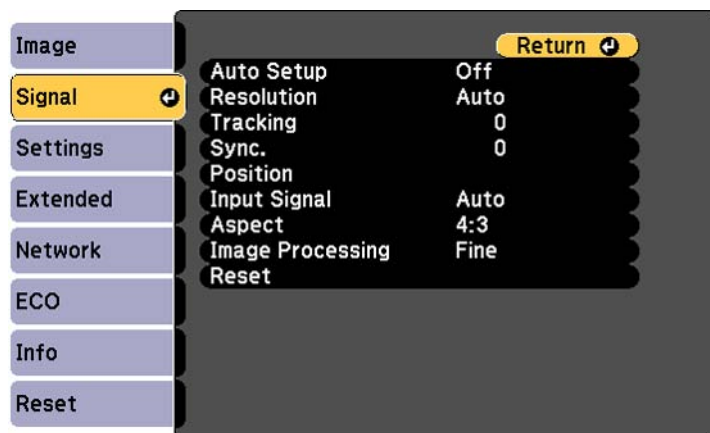 Image
Signal
Settings
Extended
Network
ECO
Info
Reset
Return
Auto Setup Off
Resolution Auto
Tracking 0
Sync. 0
Position
Input Signal Auto
Aspect 4:3
Image Processing Fine
Reset